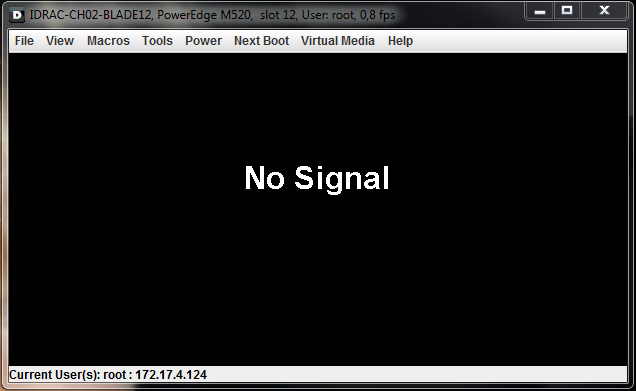 IDRAC-CH02-BLADE12, PowerEdge M520, slot 12, User: root, 0,8 fps
File View Macros Tools Power Next Boot Virtual Media Help
No Signal
Current User(s): root : 172.17.4.124